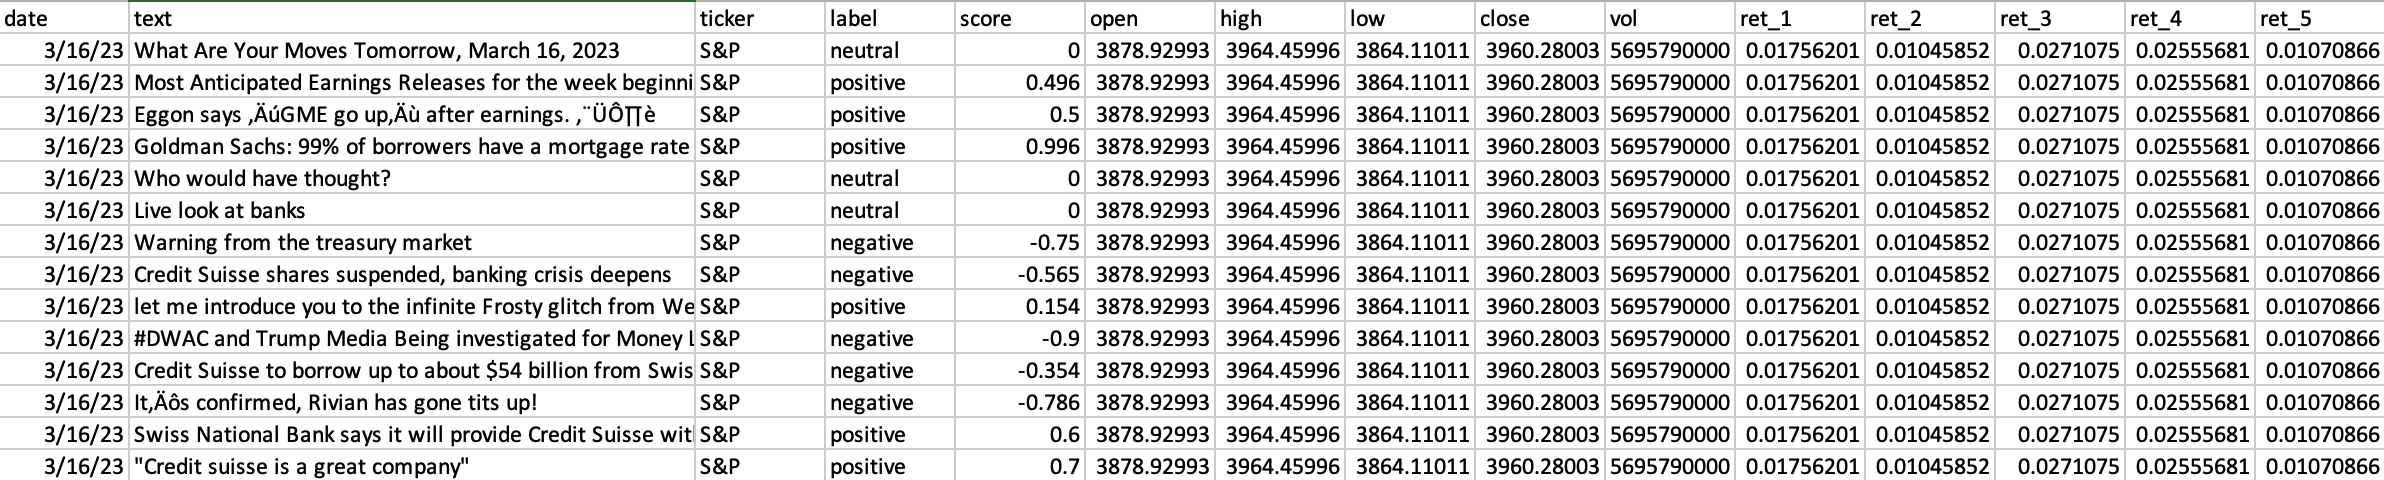 date text ticker label score open high low close vol ret_1 ret_2 ret_3 ret_4 ret_5
3/16/23 What Are Your Moves Tomorrow, March 16, 2023 S&P neutral 0 3878.92993 3964.45996 3864.11011 3960.28003 5695790000 0.01756201 0.01045852 0.0271075 0.02555681 0.01070866
3/16/23 Most Anticipated Earnings Releases for the week beginni S&P positive 0.496 3878.92993 3964.45996 3864.11011 3960.28003 5695790000 0.01756201 0.01045852 0.0271075 0.02555681 0.01070866
3/16/23 Eggon says ‚ÄúGME go up‚Äù after earnings. ‚¨ÜÔ∏è S&P positive 0.5 3878.92993 3964.45996 3864.11011 3960.28003 5695790000 0.01756201 0.01045852 0.0271075 0.02555681 0.01070866
3/16/23 Goldman Sachs: 99% of borrowers have a mortgage rate S&P positive 0.996 3878.92993 3964.45996 3864.11011 3960.28003 5695790000 0.01756201 0.01045852 0.0271075 0.02555681 0.01070866
3/16/23 Who would have thought? S&P neutral 0 3878.92993 3964.45996 3864.11011 3960.28003 5695790000 0.01756201 0.01045852 0.0271075 0.02555681 0.01070866
3/16/23 Live look at banks S&P neutral 0 3878.92993 3964.45996 3864.11011 3960.28003 5695790000 0.01756201 0.01045852 0.0271075 0.02555681 0.01070866
3/16/23 Warning from the treasury market S&P negative -0.75 3878.92993 3964.45996 3864.11011 3960.28003 5695790000 0.01756201 0.01045852 0.0271075 0.02555681 0.01070866
3/16/23 Credit Suisse shares suspended, banking crisis deepens S&P negative -0.565 3878.92993 3964.45996 3864.11011 3960.28003 5695790000 0.01756201 0.01045852 0.0271075 0.02555681 0.01070866
3/16/23 let me introduce you to the infinite Frosty glitch from We S&P positive 0.154 3878.92993 3964.45996 3864.11011 3960.28003 5695790000 0.01756201 0.01045852 0.0271075 0.02555681 0.01070866
3/16/23 #DWAC and Trump Media Being investigated for Money L S&P negative -0.9 3878.92993 3964.45996 3864.11011 3960.28003 5695790000 0.01756201 0.01045852 0.0271075 0.02555681 0.01070866
3/16/23 Credit Suisse to borrow up to about $54 billion from Swis S&P negative -0.354 3878.92993 3964.45996 3864.11011 3960.28003 5695790000 0.01756201 0.01045852 0.0271075 0.02555681 0.01070866
3/16/23 It‚Äôs confirmed, Rivian has gone tits up! S&P negative -0.786 3878.92993 3964.45996 3864.11011 3960.28003 5695790000 0.01756201 0.01045852 0.0271075 0.02555681 0.01070866
3/16/23 Swiss National Bank says it will provide Credit Suisse wit S&P positive 0.6 3878.92993 3964.45996 3864.11011 3960.28003 5695790000 0.01756201 0.01045852 0.0271075 0.02555681 0.01070866
3/16/23 "Credit suisse is a great company" S&P positive 0.7 3878.92993 3964.45996 3864.11011 3960.28003 5695790000 0.01756201 0.01045852 0.0271075 0.02555681 0.01070866